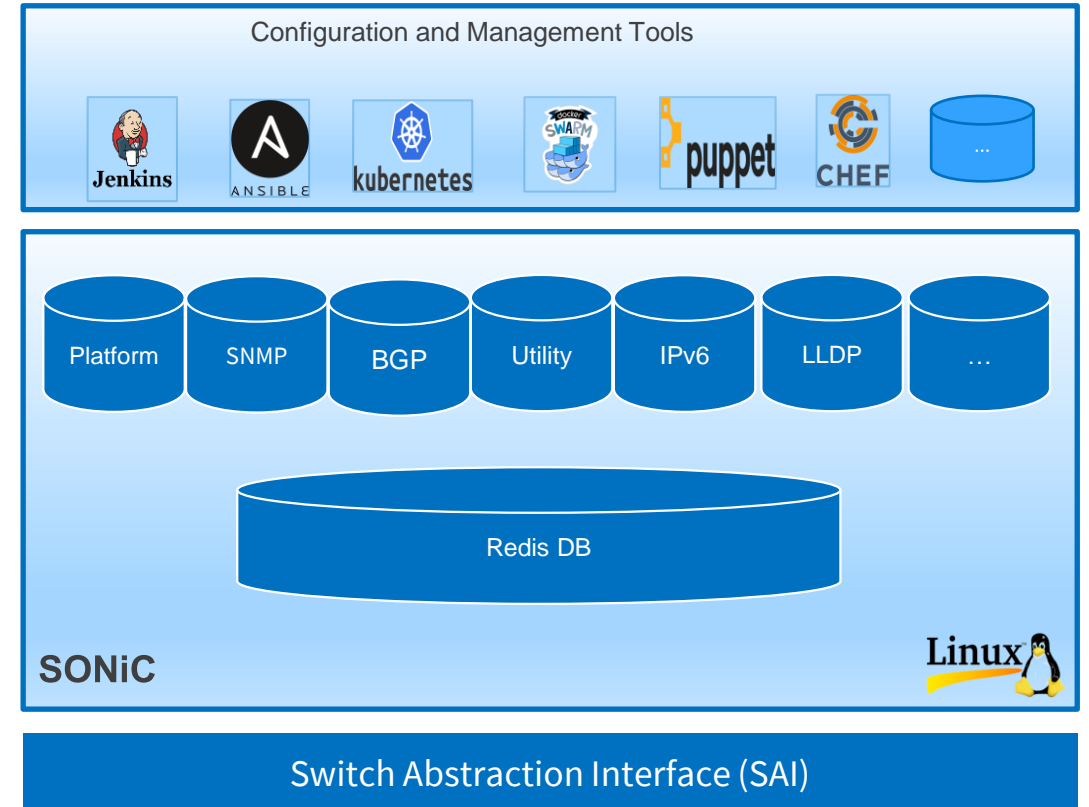 Configuration and Management Tools
Jenkins
ANSIBLE
kubernetes
docker
SWARM
puppet
CHEF
...
Platform
SNMP
BGP
Utility
IPv6
LLDP
...
Redis DB
SONiC
Linux
Switch Abstraction Interface (SAI)